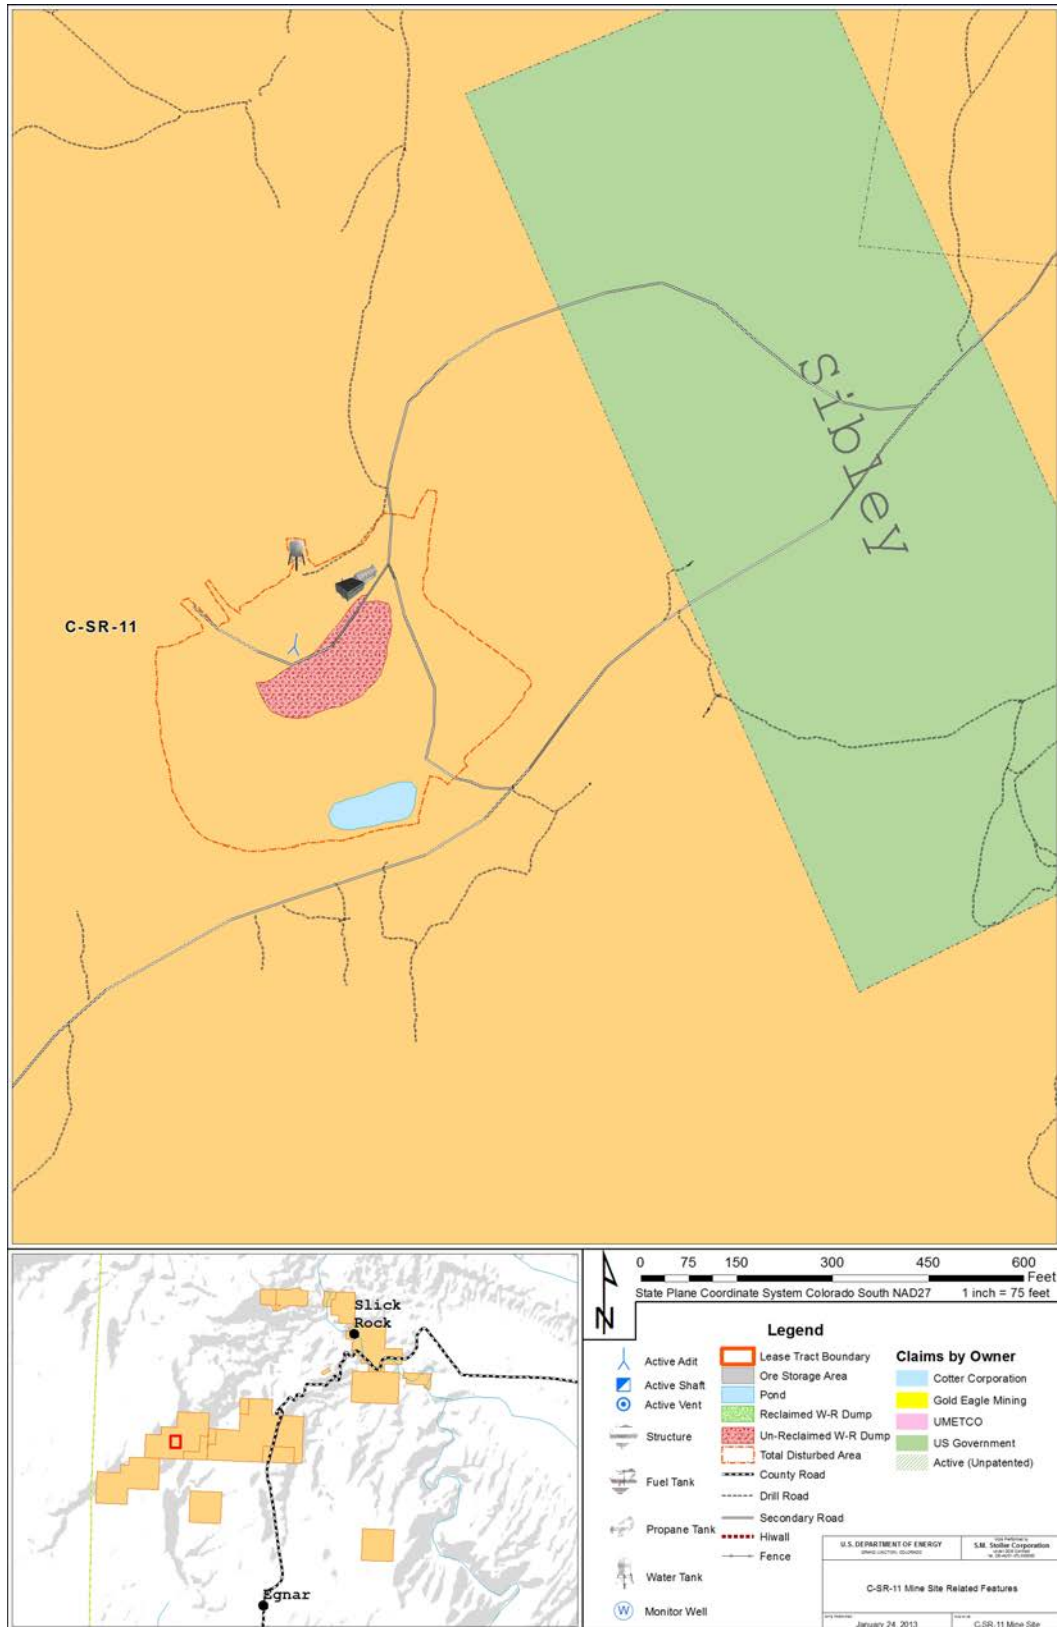 Sibley
C-SR-11
Slick
Rock
Egnar
N
0 75 150 300 450 600
Feet
State Plane Coordinate System Colorado South NAD27 1 inch = 75 feet
Legend
Active Adit
Active Shaft
Active Vent
Structure
Fuel Tank
Propane Tank
Water Tank
W Monitor Well
Lease Tract Boundary
Ore Storage Area
Pond
Reclaimed W-R Dump
Un-Reclaimed W-R Dump
Total Disturbed Area
County Road
Drill Road
Secondary Road
Hiwall
Fence
Claims by Owner
Cotter Corporation
Gold Eagle Mining
UMETCO
US Government
Active (Unpatented)
U.S. DEPARTMENT OF ENERGY
GRAND JUNCTION, COLORADO
S.M. Stoller Corporation
C-SR-11 Mine Site Related Features
January 24, 2013
C-SR-11 Mine Site